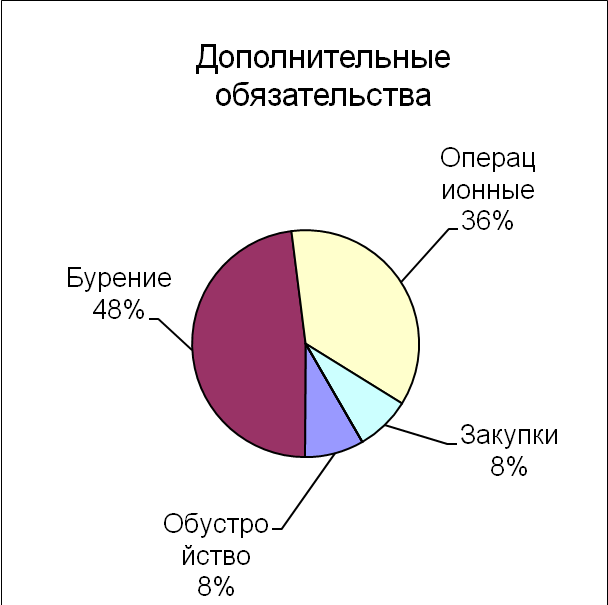 Дополнительные
обязательства
Операц
ионные
36%
Бурение
48%
Закупки
8%
Обустро
йство
8%